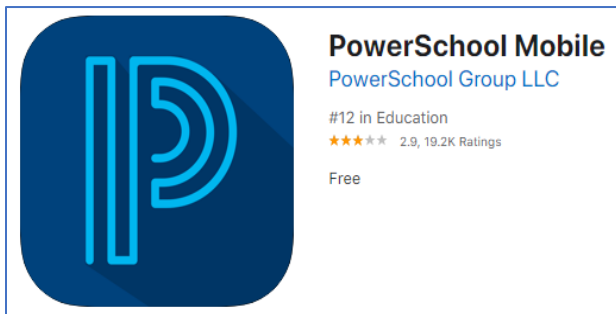 PowerSchool Mobile
PowerSchool Group LLC
#12 in Education
2.9, 19.2K Ratings
Free